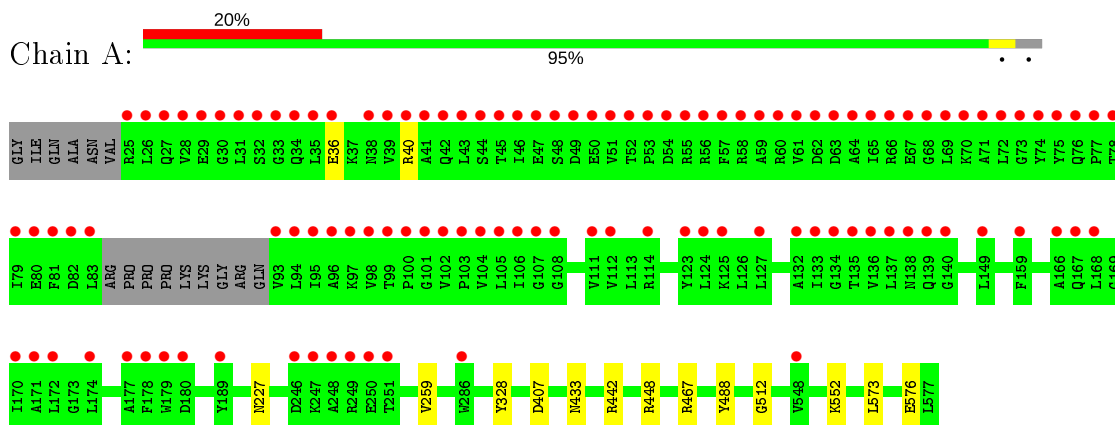 20%
Chain A:
95%
• •
GLY ILE GLN ALA ASN VAL R25 L26 Q27 V28 E29 G30 L31 S32 G33 Q34 L35 E36 K37 N38 V39 R40 A41 Q42 L43 S44 T45 I46 E47 S48 D49 E50 V51 T52 P53 D54 R55 R56 F57 R58 A59 R60 V61 D62 D63 A64 I65 R66 E67 G68 L69 K70 A71 L72 G73 Y74 Y75 Q76 P77 T78
I79 E80 F81 D82 L83 ARG PRO PRO PRO LYS LYS GLY ARG GLN V93 L94 I95 A96 K97 V98 T99 P100 G101 V102 P103 V104 L105 I106 G107 G108 V111 V112 L113 R114 Y123 L124 K125 L126 L127 A132 I133 G134 T135 V136 L137 N138 Q139 G140 L149 F159 A166 Q167 L168 G169
I170 A171 L172 G173 L174 A177 F178 W179 D180 Y189 N227 D246 K247 A248 R249 E250 T251 V259 W286 Y328 D407 N433 R442 R448 R467 Y488 G512 V548 K552 L573 E576 L577